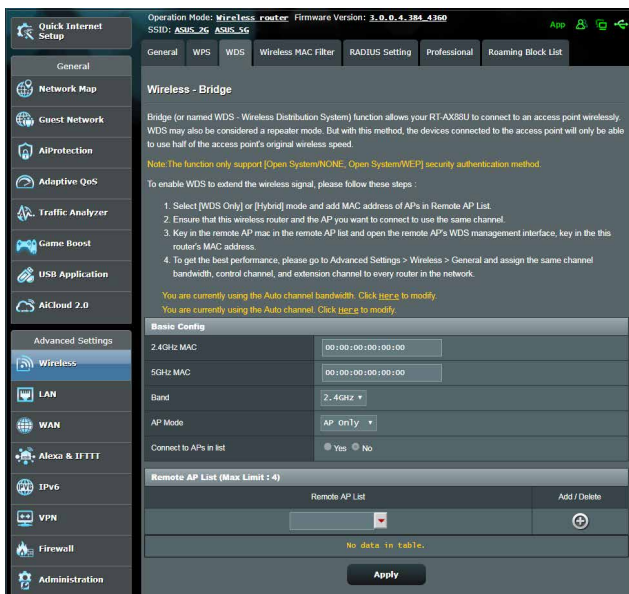 Quick Internet
Setup
General
Network Map
Guest Network
AiProtection
Adaptive QoS
Traffic Analyzer
Game Boost
USB Application
AiCloud 2.0
Advanced Settings
Wireless
LAN
WAN
Alexa & IFTTT
IPv6
VPN
Firewall
Administration
Operation Mode: Wireless router Firmware Version: 3.0.0.4.384_4360
SSID: ASUS_2G ASUS_5G
App
General WPS WDS Wireless MAC Filter RADIUS Setting Professional Roaming Block List
Wireless - Bridge
Bridge (or named WDS - Wireless Distribution System) function allows your RT-AX88U to connect to an access point wirelessly.
WDS may also be considered a repeater mode. But with this method, the devices connected to the access point will only be able
to use half of the access point's original wireless speed.
Note:The function only support [Open System/NONE, Open System/WEP] security authentication method.
To enable WDS to extend the wireless signal, please follow these steps :
1. Select [WDS Only] or [Hybrid] mode and add MAC address of APs in Remote AP List.
2. Ensure that this wireless router and the AP you want to connect to use the same channel.
3. Key in the remote AP mac in the remote AP list and open the remote AP's WDS management interface, key in the this
router's MAC address.
4. To get the best performance, please go to Advanced Settings > Wireless > General and assign the same channel
bandwidth, control channel, and extension channel to every router in the network.
You are currently using the Auto channel bandwidth. Click Here to modify.
You are currently using the Auto channel. Click Here to modify.
Basic Config
2.4GHz MAC 00:00:00:00:00:00
5GHz MAC 00:00:00:00:00:00
Band 2.4GHz
AP Mode AP Only
Connect to APs in list Yes No
Remote AP List (Max Limit : 4)
Remote AP List Add / Delete
No data in table.
Apply